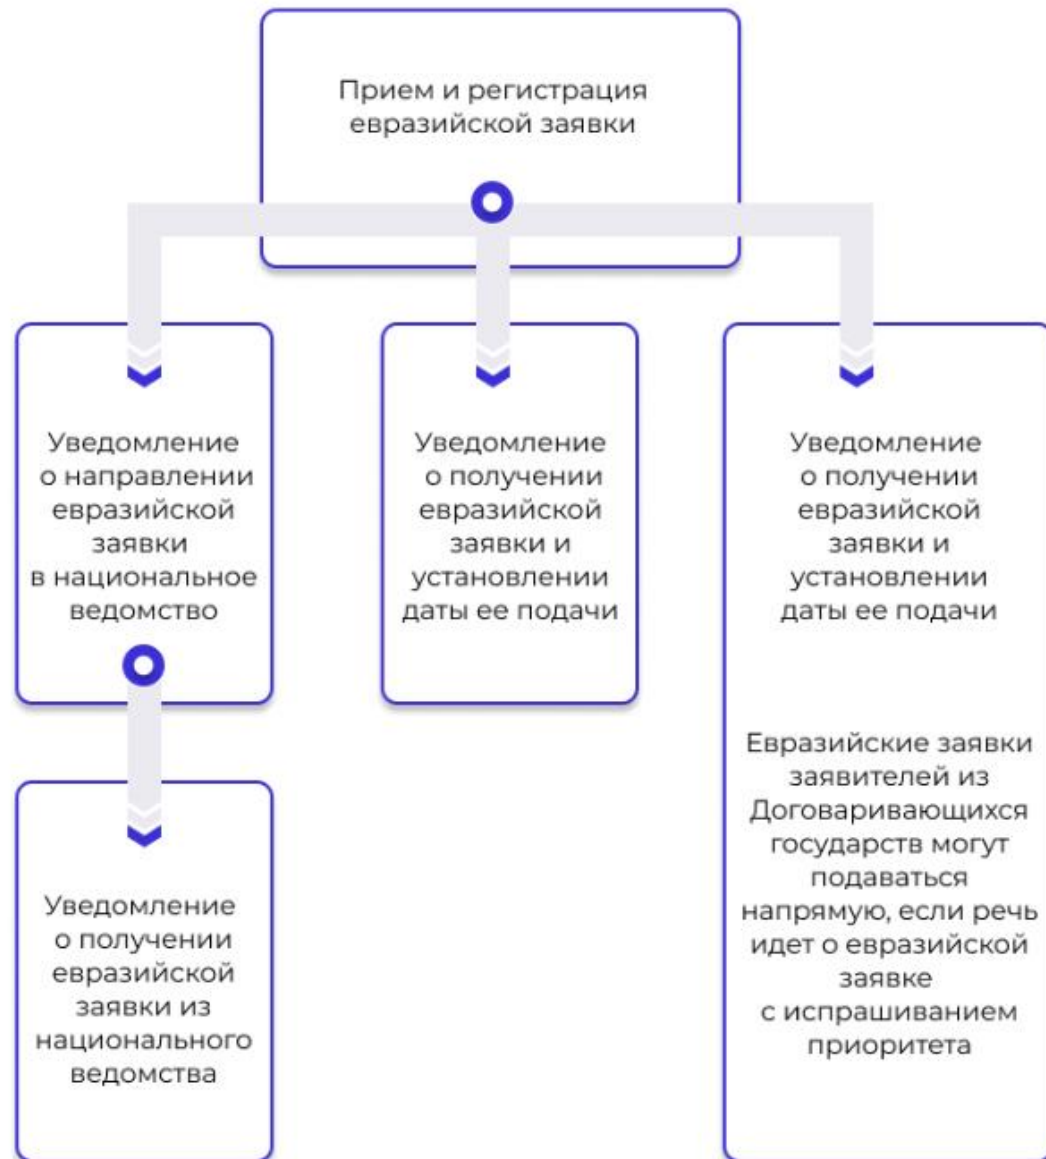 Прием и регистрация
евразийской заявки
Уведомление
о направлении
евразийской
заявки
в национальное
ведомство
Уведомление
о получении
евразийской
заявки и
установлении
даты ее подачи
Уведомление
о получении
евразийской
заявки и
установлении
даты ее подачи
Евразийские заявки
заявителей из
Договаривающихся
государств могут
подаваться
напрямую, если речь
идет о евразийской
заявке
с испрашиванием
приоритета
Уведомление
о получении
евразийской
заявки из
национального
ведомства